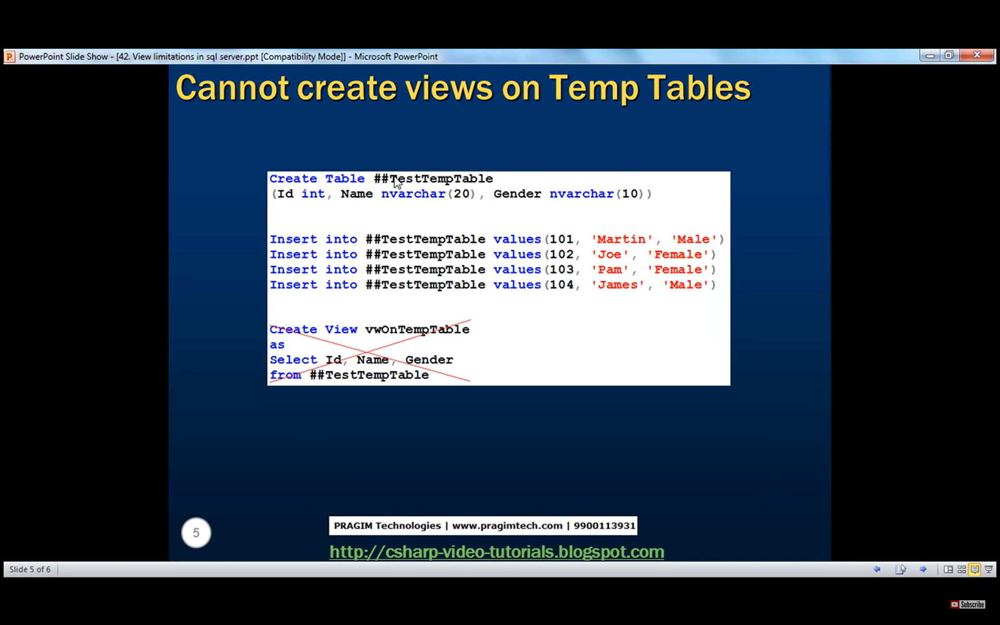 PowerPoint Slide Show - [42. View limitations in sql server.ppt [Compatibility Mode]] - Microsoft PowerPoint
Cannot create views on Temp Tables
Create Table ##TestTempTable
(Id int, Name nvarchar(20), Gender nvarchar(10))
Insert into ##TestTempTable values(101, 'Martin', 'Male')
Insert into ##TestTempTable values(102, 'Joe', 'Female')
Insert into ##TestTempTable values(103, 'Pam', 'Female')
Insert into ##TestTempTable values(104, 'James', 'Male')
Create View vwOnTempTable
as
Select Id, Name, Gender
from ##TestTempTable
5
PRAGIM Technologies | www.pragimtech.com | 9900113931
http://csharp-video-tutorials.blogspot.com
Slide 5 of 6
Subscribe